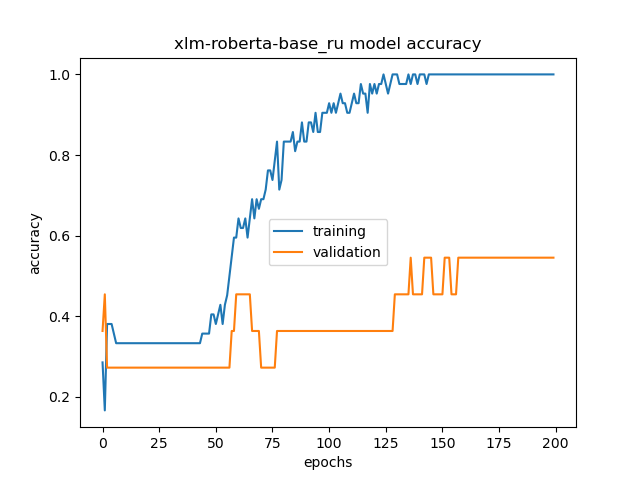 xlm-roberta-base_ru model accuracy
1.0
0.8
0.6
0.4
0.2
accuracy
training
validation
0 25 50 75 100 125 150 175 200
epochs